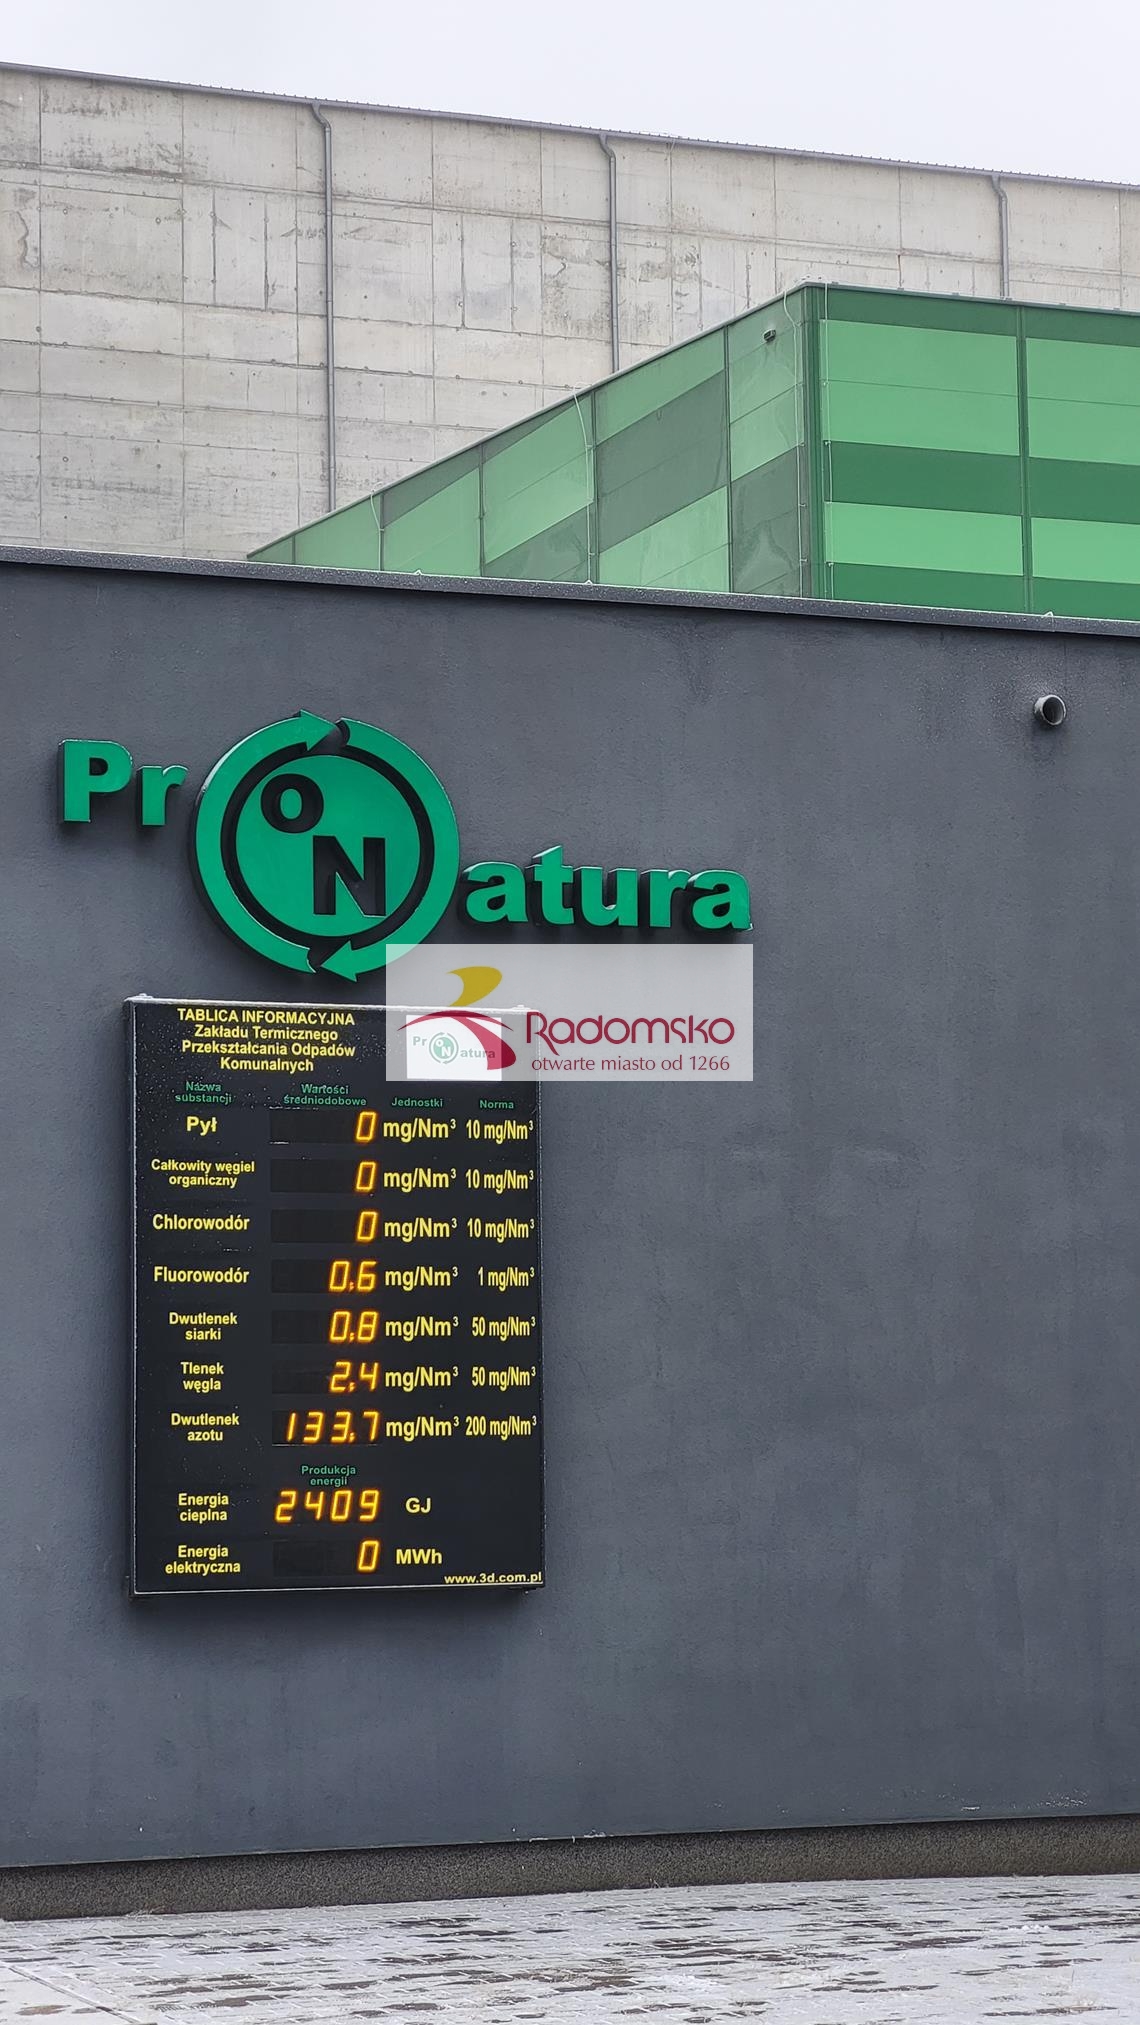 Pr oN atura
TABLICA INFORMACYJNA
Zakładu Termicznego
Przekształcania Odpadów
Komunalnych
Pr oN atura
Radomsko
otwarte miasto od 1266
Nazwa substancji Wartości średniodobowe Jednostki Norma
Pył 0 mg/Nm³ 10 mg/Nm³
Całkowity węgiel organiczny 0 mg/Nm³ 10 mg/Nm³
Chlorowodór 0 mg/Nm³ 10 mg/Nm³
Fluorowodór 0,6 mg/Nm³ 1 mg/Nm³
Dwutlenek siarki 0,8 mg/Nm³ 50 mg/Nm³
Tlenek węgla 2,4 mg/Nm³ 50 mg/Nm³
Dwutlenek azotu 133,7 mg/Nm³ 200 mg/Nm³
Produkcja energii
Energia cieplna 2409 GJ
Energia elektryczna 0 MWh
www.3d.com.pl